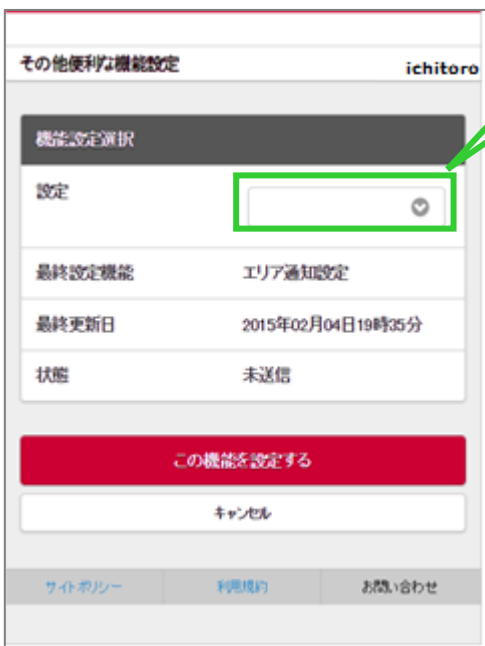 その他便利な機能設定
ichitoro
機能設定選択
設定
最終設定機能 エリア通知設定
最終更新日 2015年02月04日19時35分
状態 未送信
この機能を設定する
キャンセル
サイトポリシー 利用規約 お問い合わせ